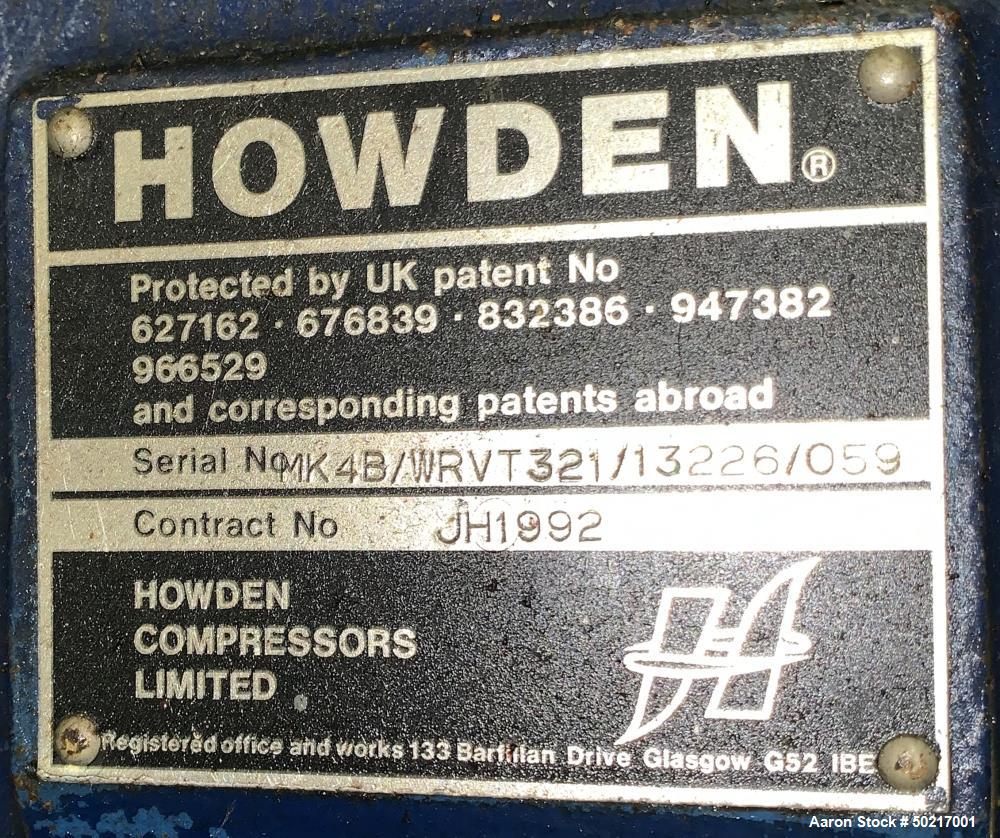 HOWDEN®
Protected by UK patent No
627162 · 676839 · 832386 · 947382
966529
and corresponding patents abroad
Serial No MK4B/WRVT321/13226/059
Contract No JH1992
HOWDEN
COMPRESSORS
LIMITED
Registered office and works 133 Barfillan Drive Glasgow G52 IBE
Aaron Stock # 50217001